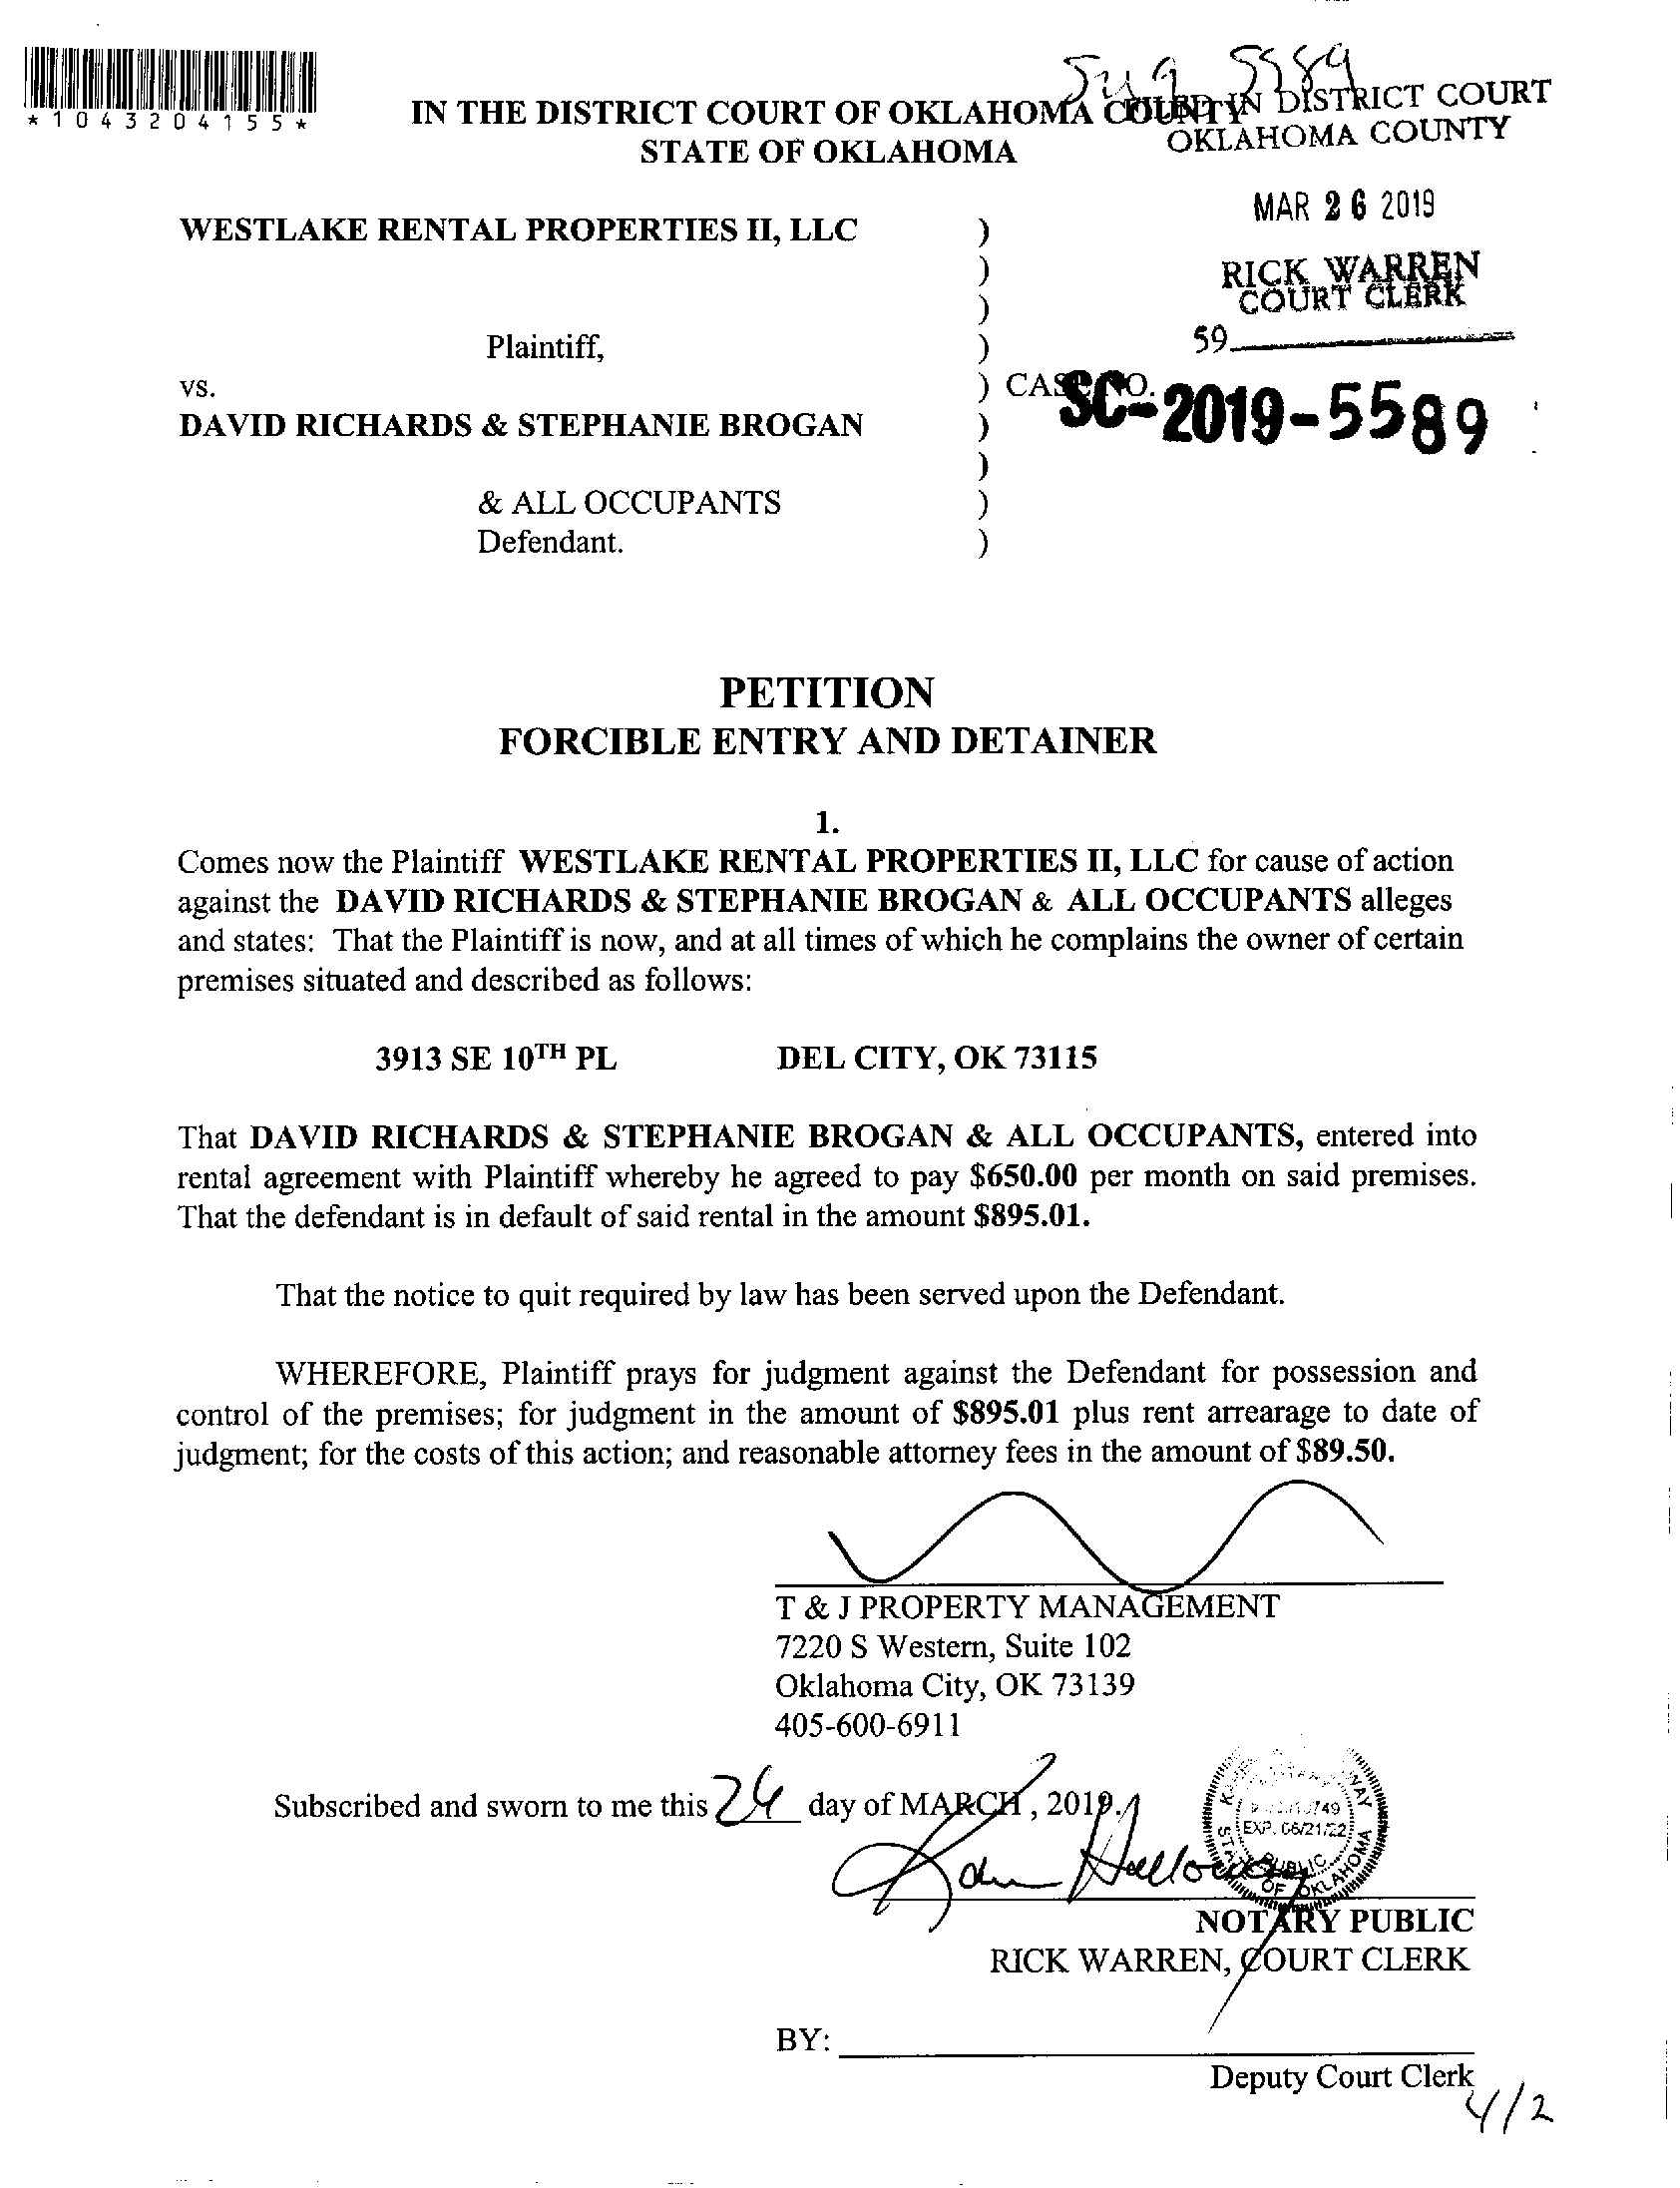 *1043204155*
IN THE DISTRICT COURT OF OKLAHOMA COUNTY
STATE OF OKLAHOMA
5589
FILED IN DISTRICT COURT
OKLAHOMA COUNTY
MAR 26 2019
RICK WARREN
COURT CLERK
59
WESTLAKE RENTAL PROPERTIES II, LLC )
)
)
Plaintiff, )
vs. ) CASE NO. SC-2019-5589
DAVID RICHARDS & STEPHANIE BROGAN )
)
& ALL OCCUPANTS )
Defendant. )
PETITION
FORCIBLE ENTRY AND DETAINER
1.
Comes now the Plaintiff WESTLAKE RENTAL PROPERTIES II, LLC for cause of action
against the DAVID RICHARDS & STEPHANIE BROGAN & ALL OCCUPANTS alleges
and states: That the Plaintiff is now, and at all times of which he complains the owner of certain
premises situated and described as follows:
3913 SE 10TH PL DEL CITY, OK 73115
That DAVID RICHARDS & STEPHANIE BROGAN & ALL OCCUPANTS, entered into
rental agreement with Plaintiff whereby he agreed to pay $650.00 per month on said premises.
That the defendant is in default of said rental in the amount $895.01.
That the notice to quit required by law has been served upon the Defendant.
WHEREFORE, Plaintiff prays for judgment against the Defendant for possession and
control of the premises; for judgment in the amount of $895.01 plus rent arrearage to date of
judgment; for the costs of this action; and reasonable attorney fees in the amount of $89.50.
T & J PROPERTY MANAGEMENT
7220 S Western, Suite 102
Oklahoma City, OK 73139
405-600-6911
Subscribed and sworn to me this 26 day of MARCH, 2019.
EXP. 06/21/22
PUBLIC
STATE OF OKLAHOMA
NOTARY PUBLIC
RICK WARREN, COURT CLERK
BY:
Deputy Court Clerk
4/2